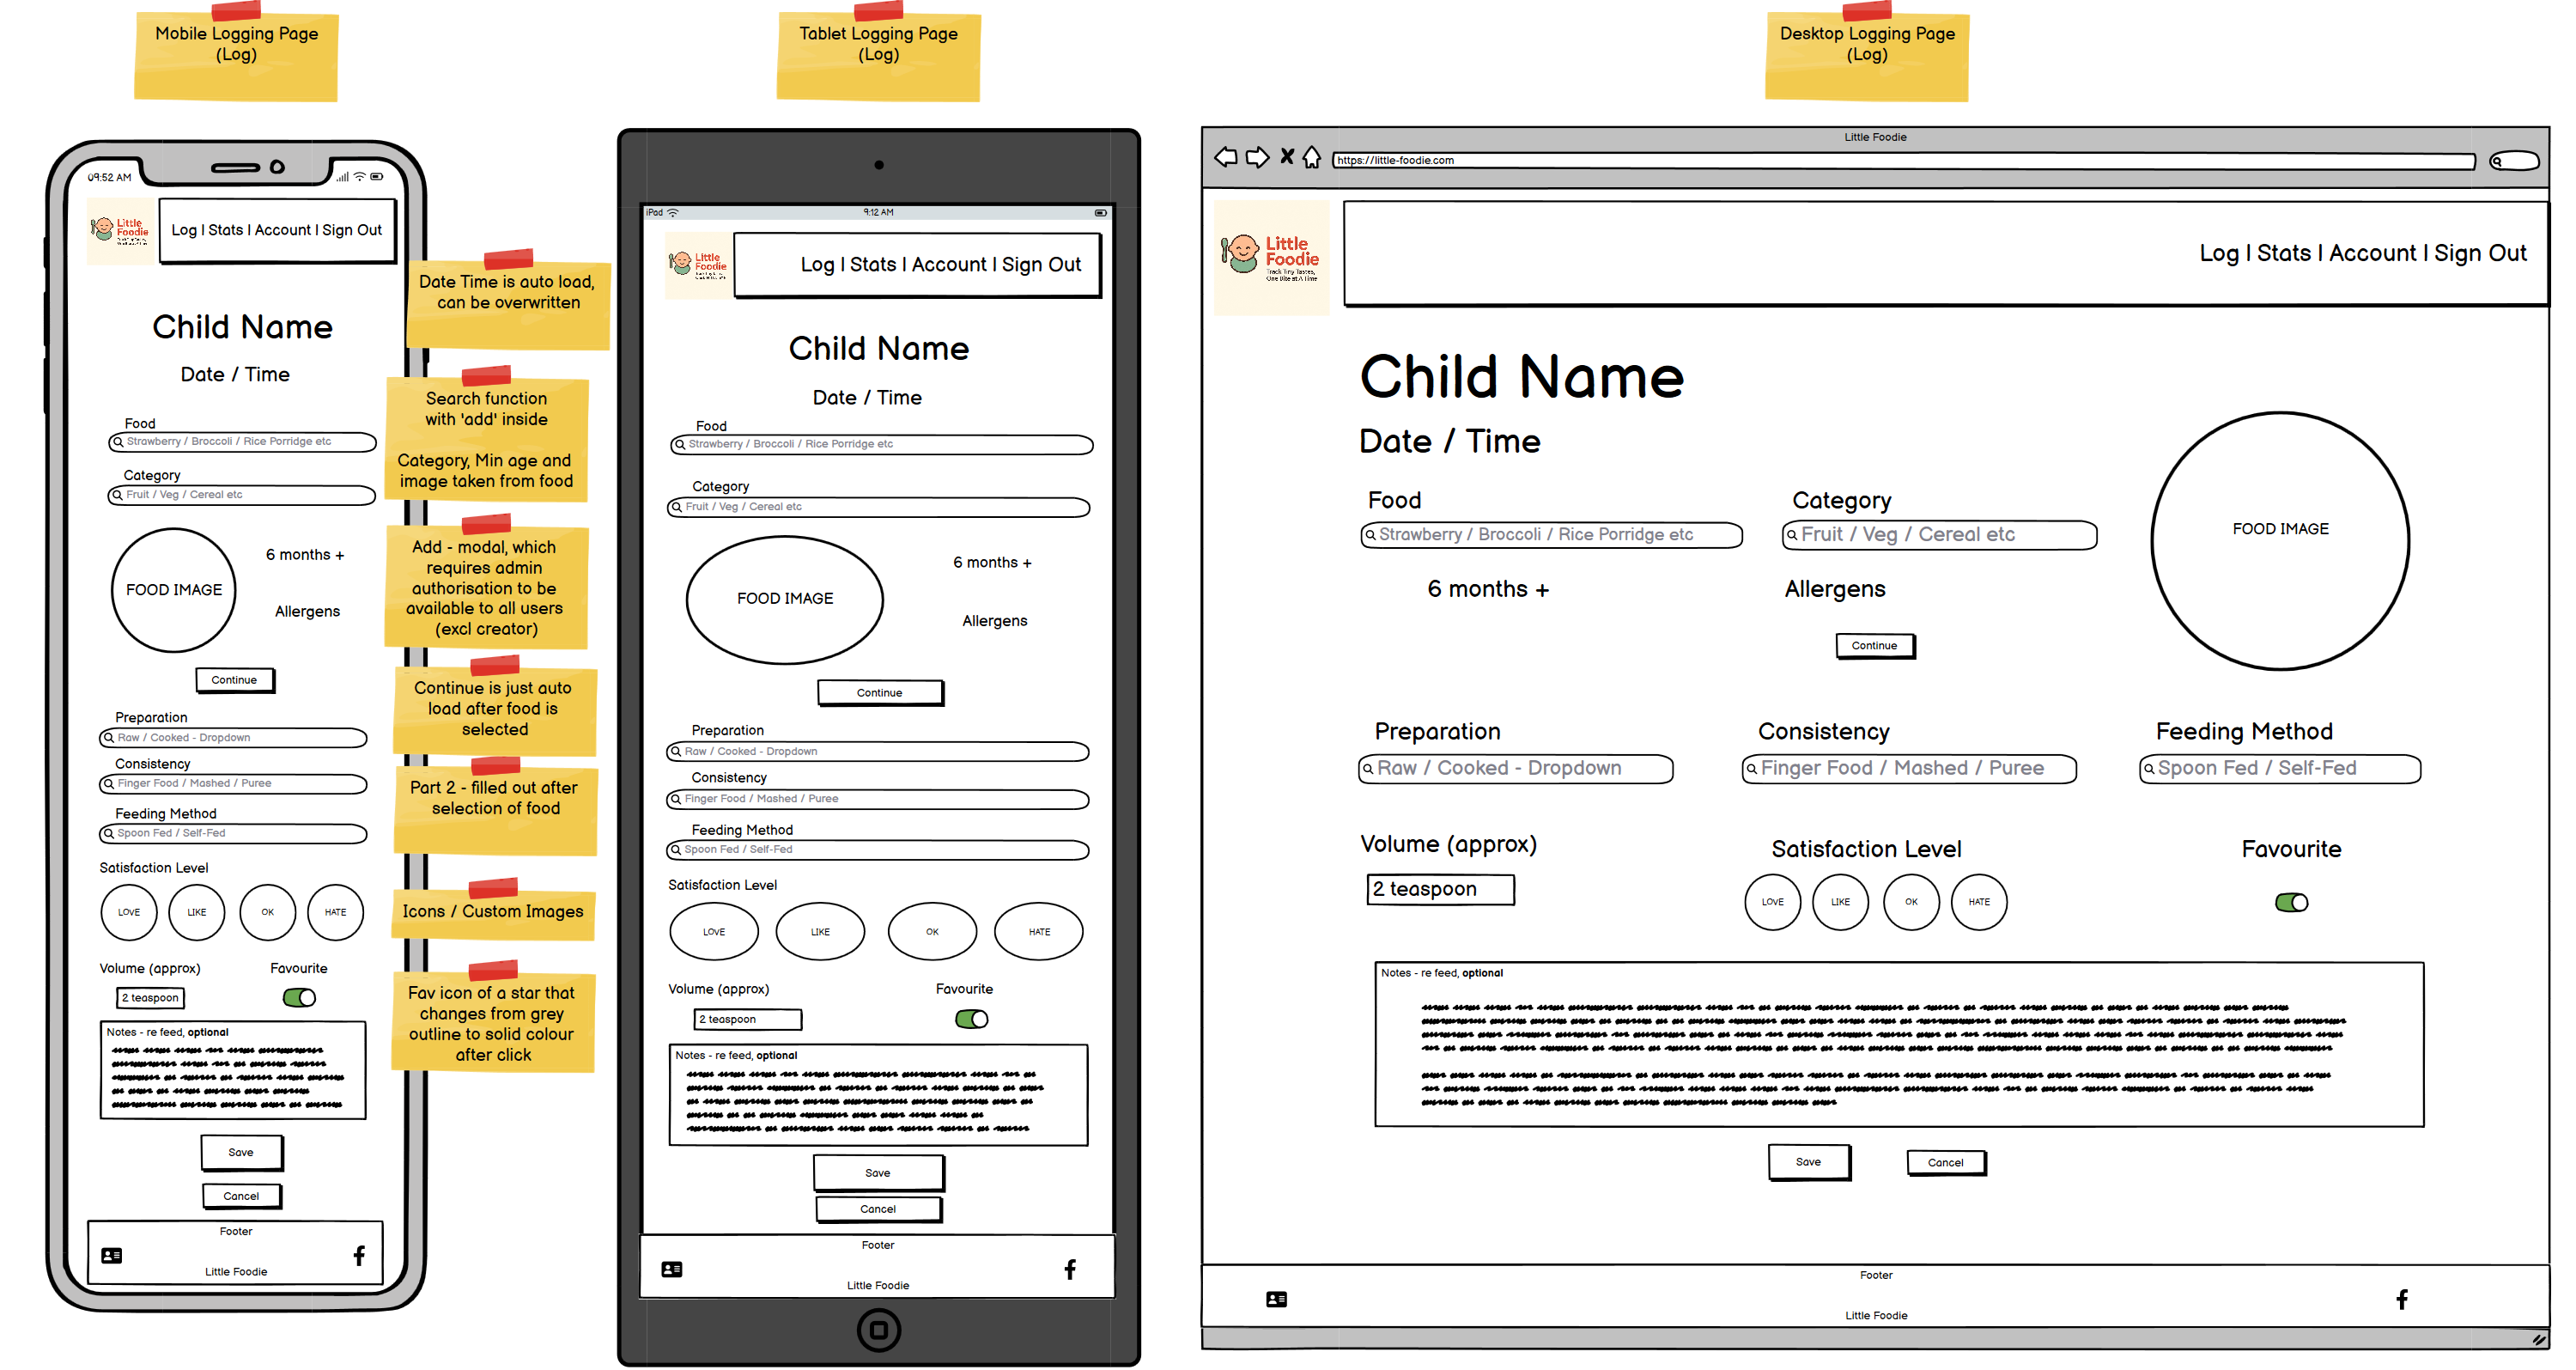 Mobile Logging Page
(Log)
Tablet Logging Page
(Log)
Desktop Logging Page
(Log)
09:52 AM
Little
Foodie
Log | Stats | Account | Sign Out
Child Name
Date / Time
Food
Strawberry / Broccoli / Rice Porridge etc
Category
Fruit / Veg / Cereal etc
FOOD IMAGE
6 months +
Allergens
Continue
Preparation
Raw / Cooked - Dropdown
Consistency
Finger Food / Mashed / Puree
Feeding Method
Spoon Fed / Self-Fed
Satisfaction Level
LOVE
LIKE
OK
HATE
Volume (approx)
Favourite
2 teaspoon
Notes - re feed, optional
Save
Cancel
Footer
Little Foodie
Date Time is auto load,
can be overwritten
Search function
with 'add' inside
Category, Min age and
image taken from food
Add - modal, which
requires admin
authorisation to be
available to all users
(excl creator)
Continue is just auto
load after food is
selected
Part 2 - filled out after
selection of food
Icons / Custom Images
Fav icon of a star that
changes from grey
outline to solid colour
after click
iPad
9:12 AM
Little
Foodie
Log | Stats | Account | Sign Out
Child Name
Date / Time
Food
Strawberry / Broccoli / Rice Porridge etc
Category
Fruit / Veg / Cereal etc
FOOD IMAGE
6 months +
Allergens
Continue
Preparation
Raw / Cooked - Dropdown
Consistency
Finger Food / Mashed / Puree
Feeding Method
Spoon Fed / Self-Fed
Satisfaction Level
LOVE
LIKE
OK
HATE
Volume (approx)
Favourite
2 teaspoon
Notes - re feed, optional
Save
Cancel
Footer
Little Foodie
Little Foodie
https://little-foodie.com
Little
Foodie
Track Tiny Tastes,
One Bite at A Time
Log | Stats | Account | Sign Out
Child Name
Date / Time
Food
Strawberry / Broccoli / Rice Porridge etc
Category
Fruit / Veg / Cereal etc
FOOD IMAGE
6 months +
Allergens
Continue
Preparation
Raw / Cooked - Dropdown
Consistency
Finger Food / Mashed / Puree
Feeding Method
Spoon Fed / Self-Fed
Volume (approx)
2 teaspoon
Satisfaction Level
LOVE
LIKE
OK
HATE
Favourite
Notes - re feed, optional
Save
Cancel
Footer
Little Foodie